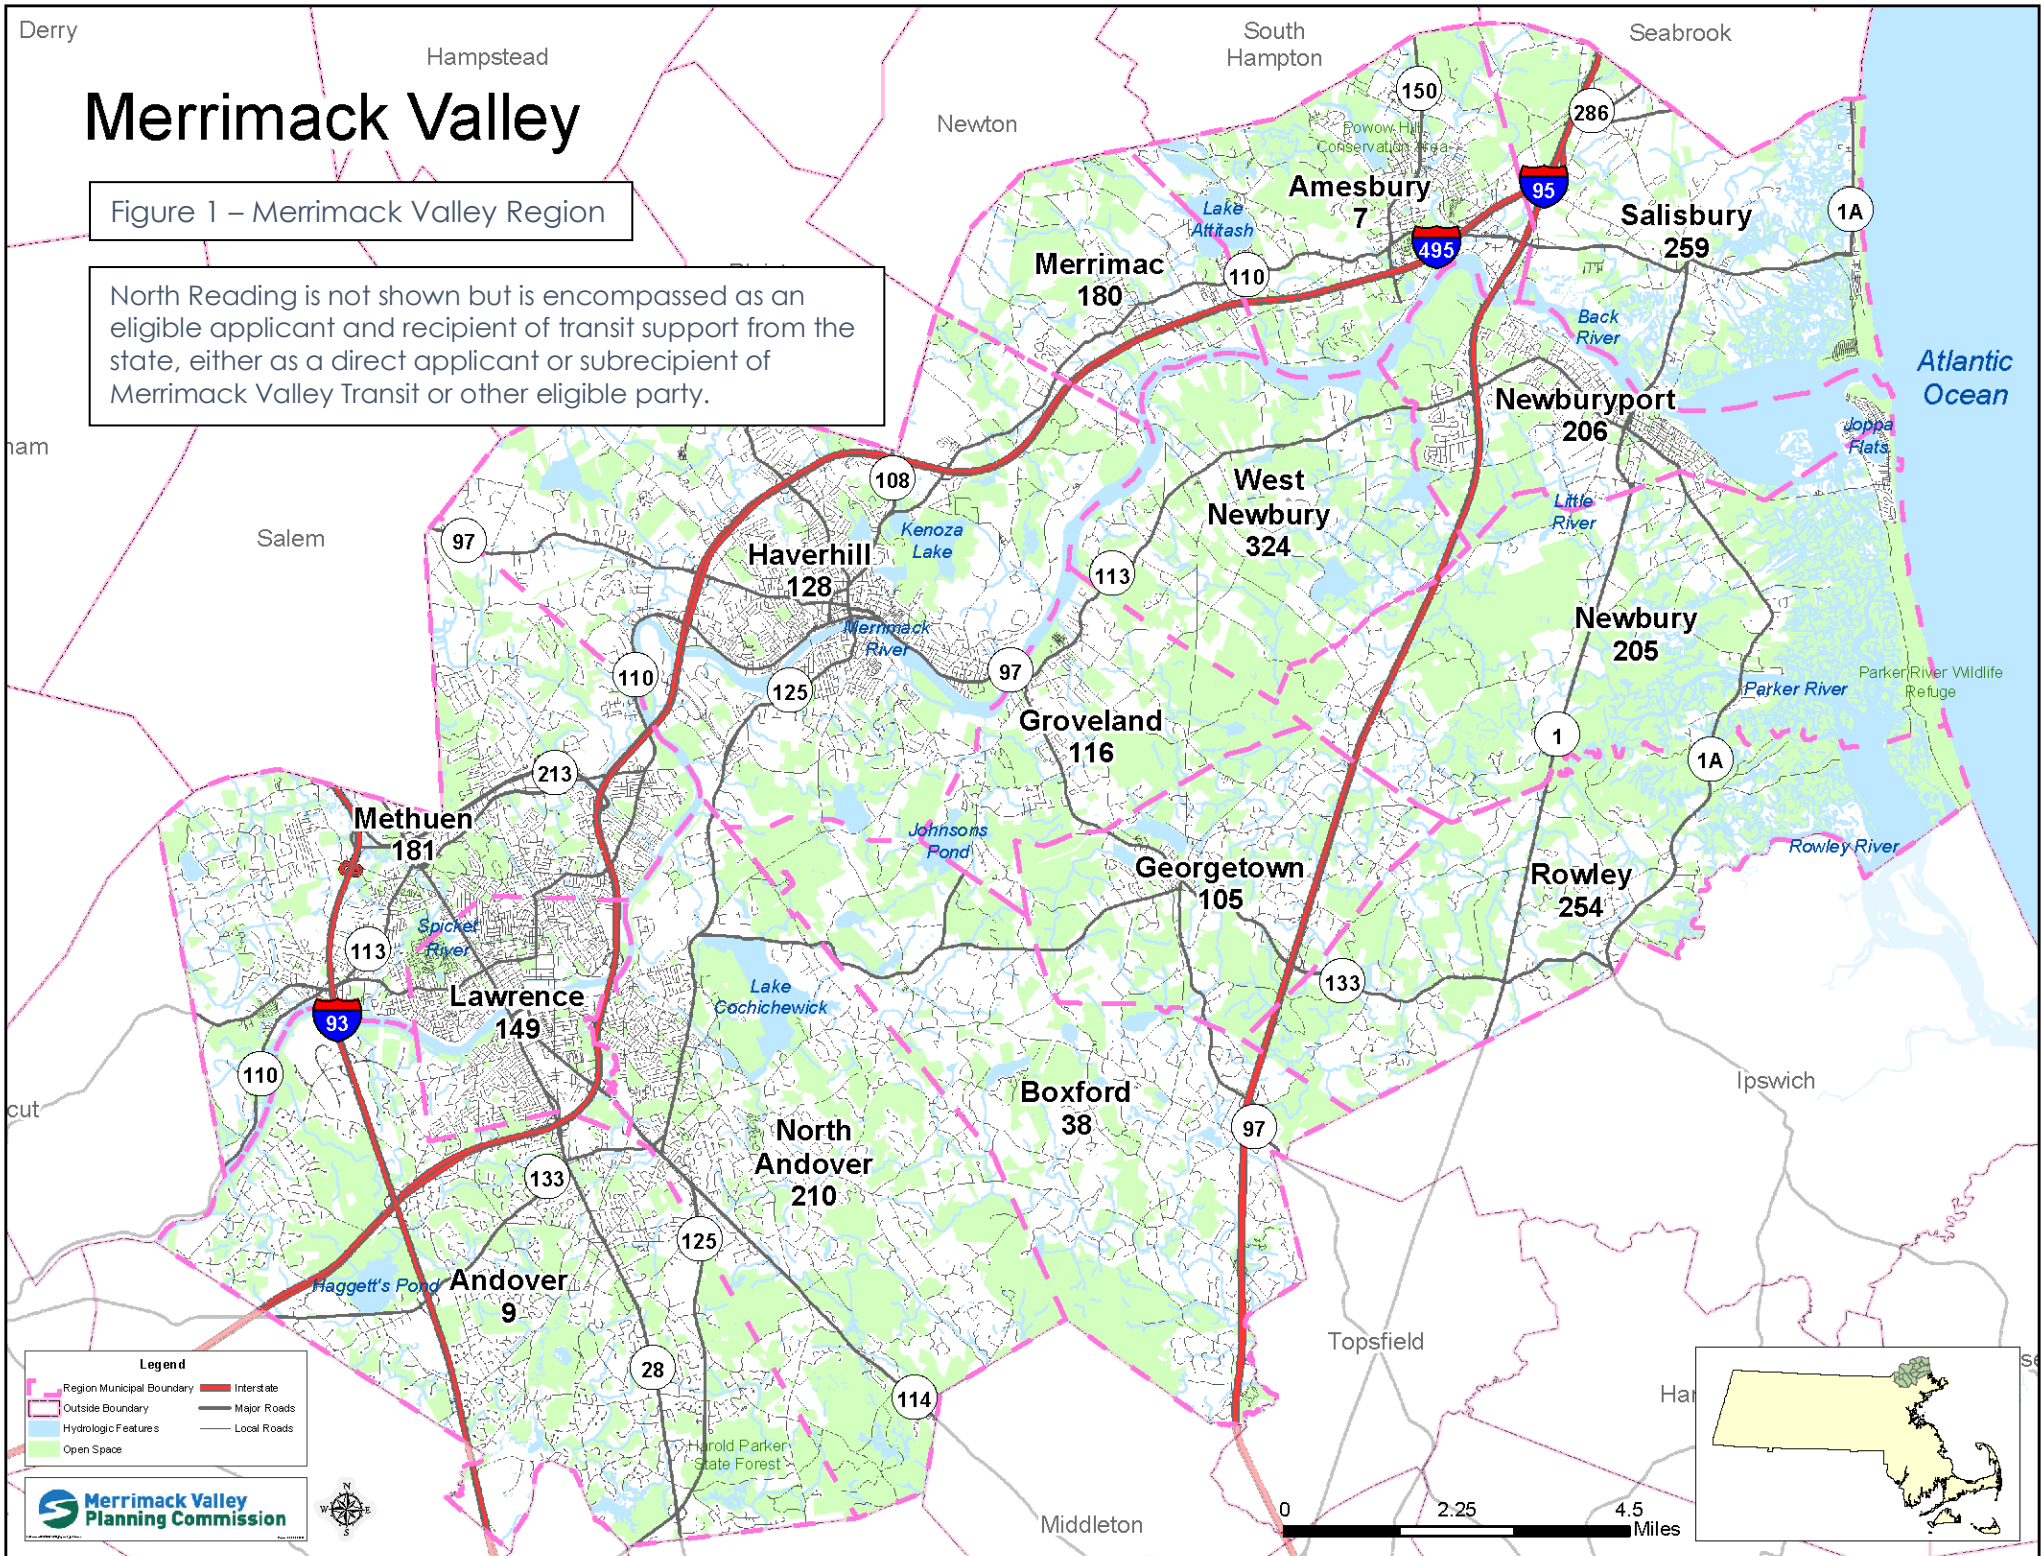 Derry
Hampstead
South
Hampton
Seabrook
Merrimack Valley
Newton
150
286
Powow Hill
Conservation Area
Figure 1 – Merrimack Valley Region
Amesbury
7
95
Lake
Attitash
Salisbury
259
1A
495
Merrimac
180
110
North Reading is not shown but is encompassed as an
eligible applicant and recipient of transit support from the
state, either as a direct applicant or subrecipient of
Merrimack Valley Transit or other eligible party.
Back
River
Atlantic
Ocean
Newburyport
206
Joppa
Flats
ham
108
West
Newbury
324
Little
River
Salem
97
Kenoza
Lake
Haverhill
128
113
Merrimack
River
Newbury
205
110
125
97
Parker River
Parker River Wildlife
Refuge
Groveland
116
1
1A
213
Methuen
181
Johnsons
Pond
Rowley River
Georgetown
105
Rowley
254
Spicket
River
113
133
Lawrence
149
Lake
Cochichewick
93
110
Ipswich
cut
Boxford
38
97
North
Andover
210
133
125
Haggett's Pond
Andover
9
Topsfield
28
114
Har
se
Legend
Region Municipal Boundary
Interstate
Outside Boundary
Major Roads
Hydrologic Features
Local Roads
Open Space
Harold Parker
State Forest
Merrimack Valley
Planning Commission
N
W E
S
Middleton
0 2.25 4.5
Miles